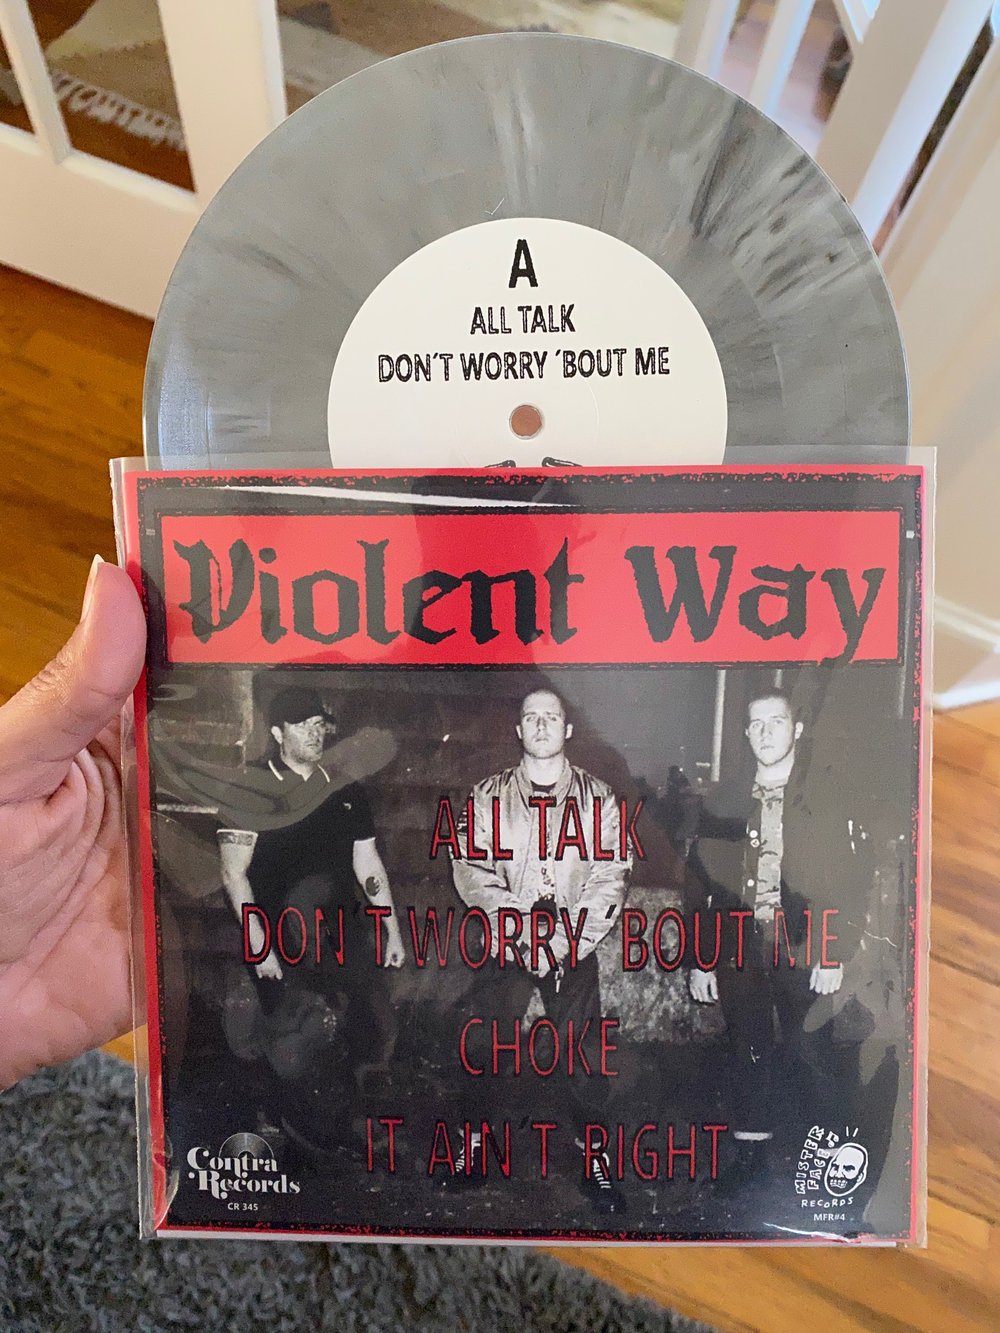 A
ALL TALK
DON´T WORRY ´BOUT ME
Violent Way
ALL TALK
DON´T WORRY ´BOUT ME
CHOKE
IT AIN´T RIGHT
Contra
Records
CR 345
MISTER
FACE
RECORDS
MFR#4